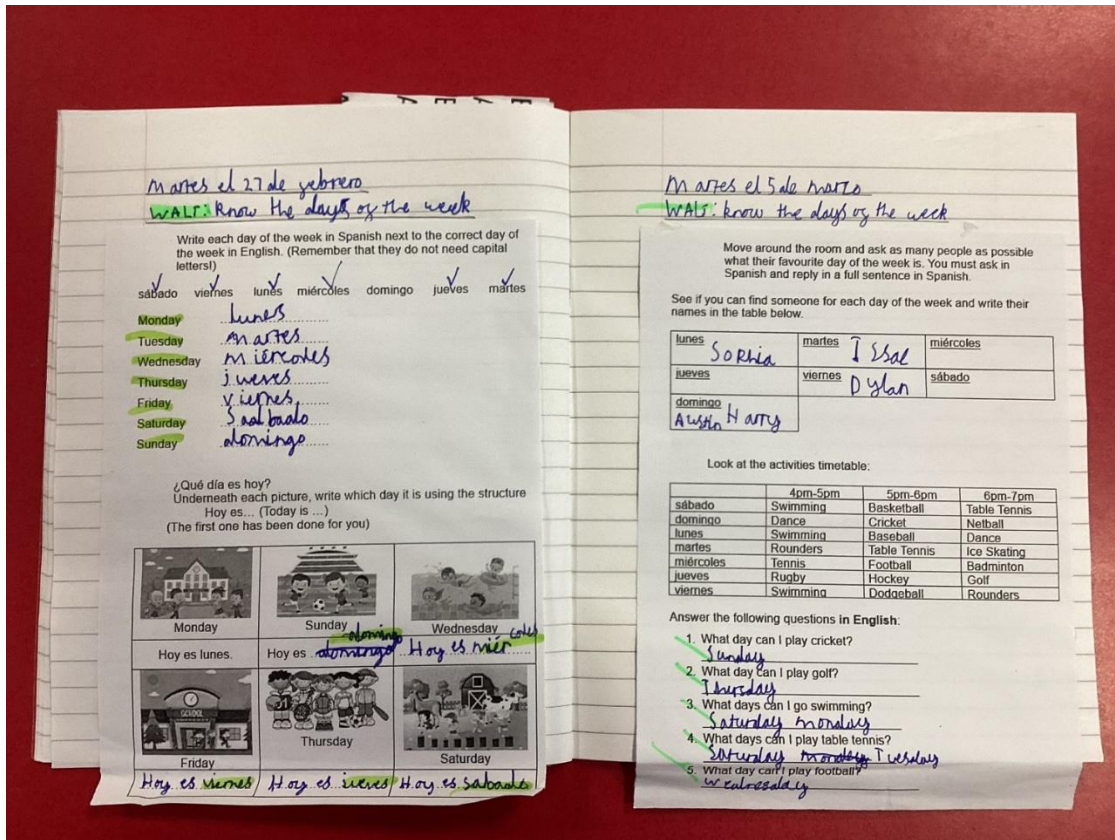 Martes el 27 de febrero
WALT: Know the days of the week
Write each day of the week in Spanish next to the correct day of
the week in English. (Remember that they do not need capital
letters!)
sábado viernes lunes miércoles domingo jueves martes
Monday lunes
Tuesday martes
Wednesday miércoles
Thursday jueves
Friday viernes
Saturday
Sunday domingo
¿Qué día es hoy?
Underneath each picture, write which day it is using the structure
Hoy es... (Today is ...)
(The first one has been done for you)
Monday Sunday Wednesday
domingo
Hoy es lunes. Hoy es domingo Hoy es miércoles
SCHOOL
Friday Thursday Saturday
Hoy es viernes Hoy es jueves Hoy es sabado
Martes el 5 de marzo
WALT: know the days of the week
Move around the room and ask as many people as possible
what their favourite day of the week is. You must ask in
Spanish and reply in a full sentence in Spanish.
See if you can find someone for each day of the week and write their
names in the table below.
lunes martes miércoles
Sophia Issac
jueves viernes sábado
Dylan
domingo
Austin Harry
Look at the activities timetable:
4pm-5pm 5pm-6pm 6pm-7pm
sábado Swimming Basketball Table Tennis
domingo Dance Cricket Netball
lunes Swimming Baseball Dance
martes Rounders Table Tennis Ice Skating
miércoles Tennis Football Badminton
jueves Rugby Hockey Golf
viernes Swimming Dodgeball Rounders
Answer the following questions in English:
1. What day can I play cricket?
Sunday
2. What day can I play golf?
Thursday
3. What days can I go swimming?
Saturday monday
4. What days can I play table tennis?
Saturday monday Tuesday
5. What day can I play football?
Wednesday